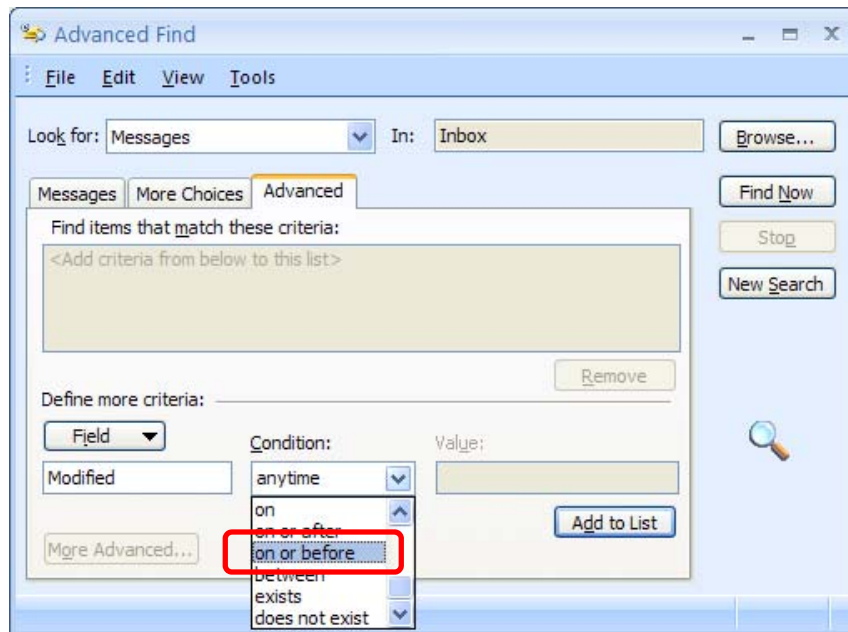 Advanced Find
File Edit View Tools
Look for: Messages In: Inbox Browse...
Messages More Choices Advanced Find Now
Find items that match these criteria: Stop
<Add criteria from below to this list>
New Search
Remove
Define more criteria:
Field Condition: Value:
Modified anytime
on
on or after Add to List
More Advanced... on or before
between
exists
does not exist